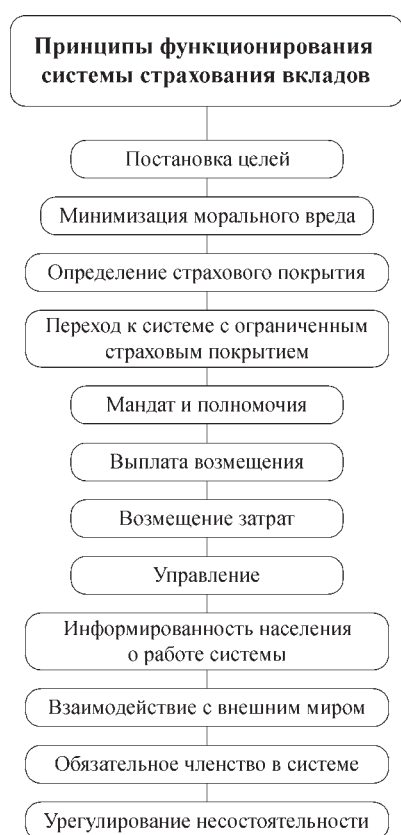 Принципы функционирования
системы страхования вкладов
Постановка целей
Минимизация морального вреда
Определение страхового покрытия
Переход к системе с ограниченным
страховым покрытием
Мандат и полномочия
Выплата возмещения
Возмещение затрат
Управление
Информированность населения
о работе системы
Взаимодействие с внешним миром
Обязательное членство в системе
Урегулирование несостоятельности